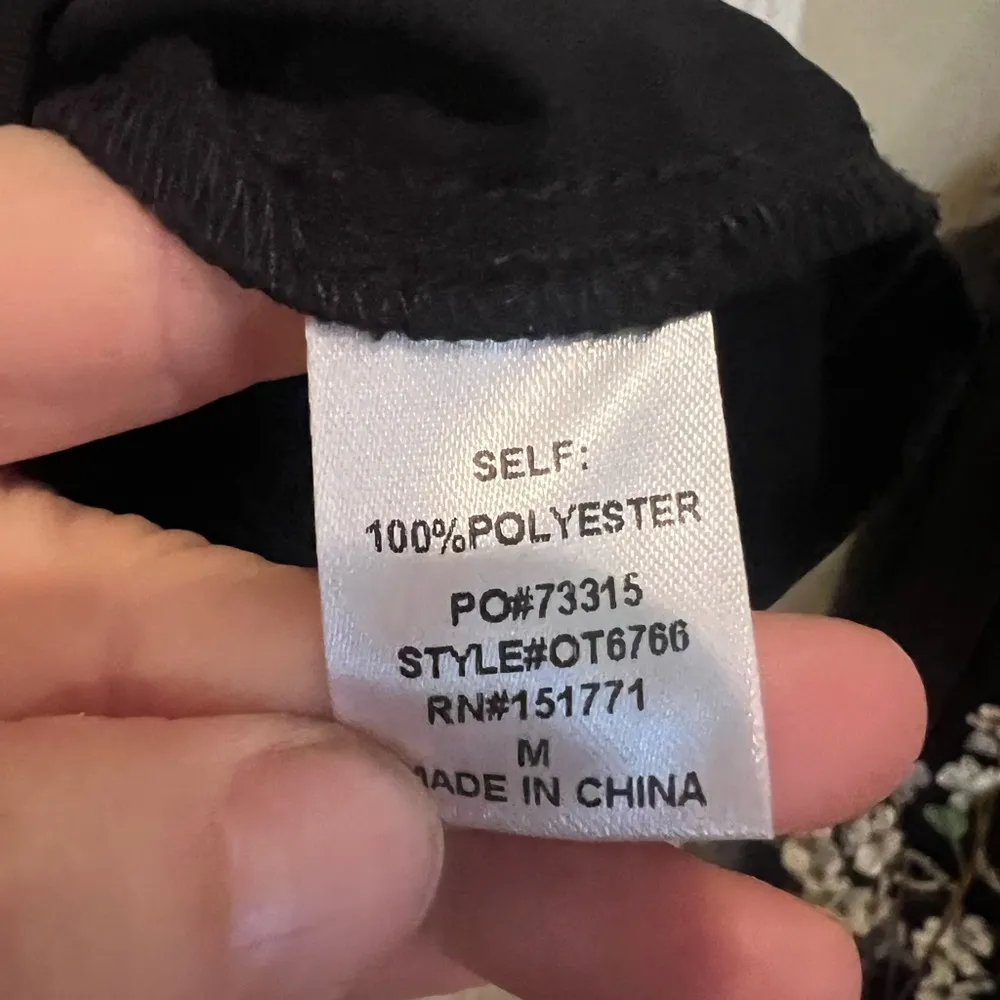 SELF:
100%POLYESTER
PO#73315
STYLE#OT6766
RN#151771
M
MADE IN CHINA